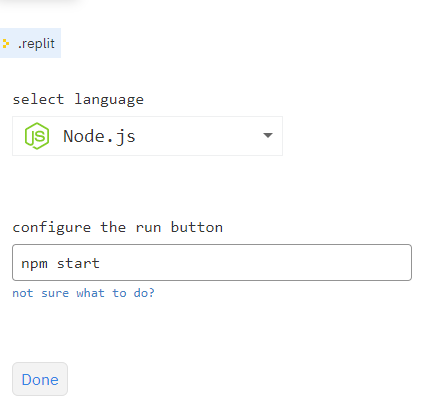 .replit
select language
Node.js
configure the run button
npm start
not sure what to do?
Done